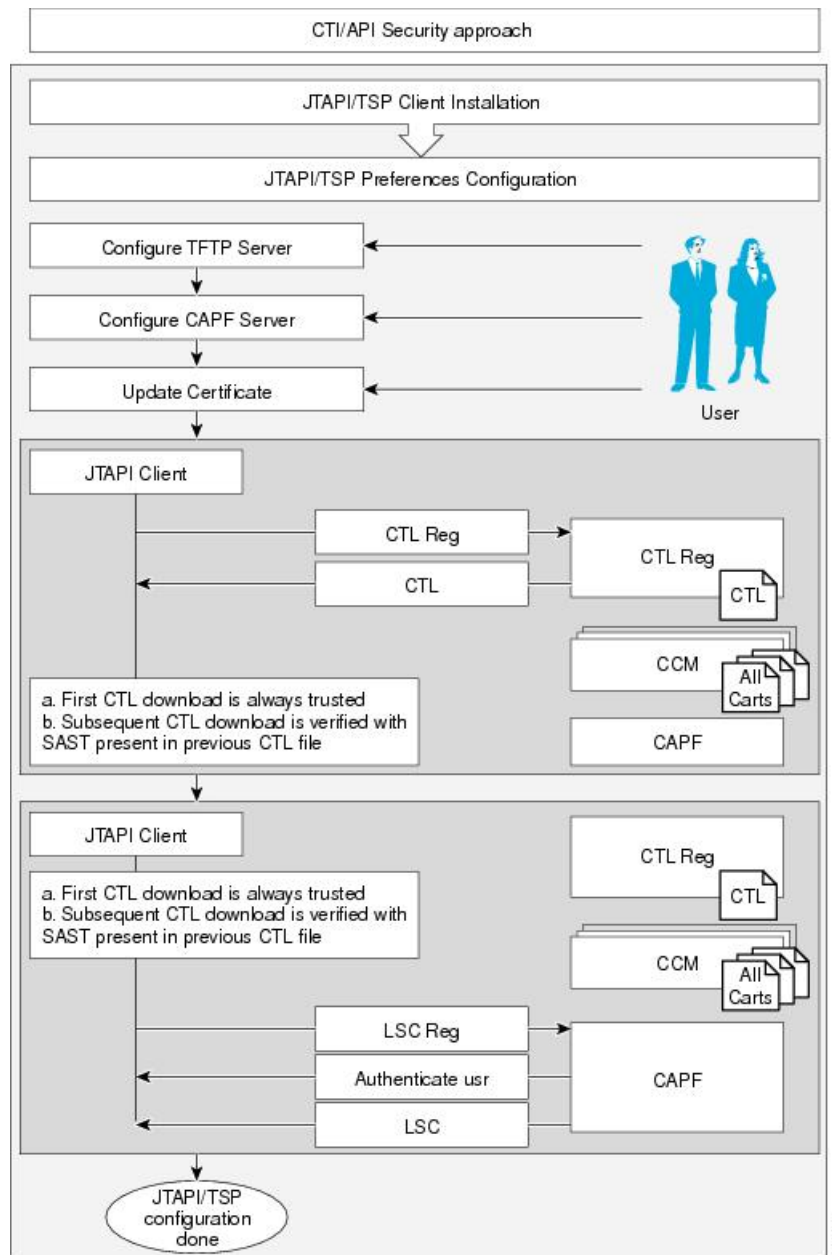 CTI/API Security approach
JTAPI/TSP Client Installation
JTAPI/TSP Preferences Configuration
Configure TFTP Server
Configure CAPF Server
Update Certificate
User
JTAPI Client
CTL Reg
CTL Reg
CTL
CTL
CCM
All
Carts
a. First CTL download is always trusted
b. Subsequent CTL download is verified with
SAST present in previous CTL file
CAPF
JTAPI Client
CTL Reg
a. First CTL download is always trusted
b. Subsequent CTL download is verified with
SAST present in previous CTL file
CTL
CCM
All
Carts
LSC Reg
Authenticate usr
CAPF
LSC
JTAPI/TSP
configuration
done